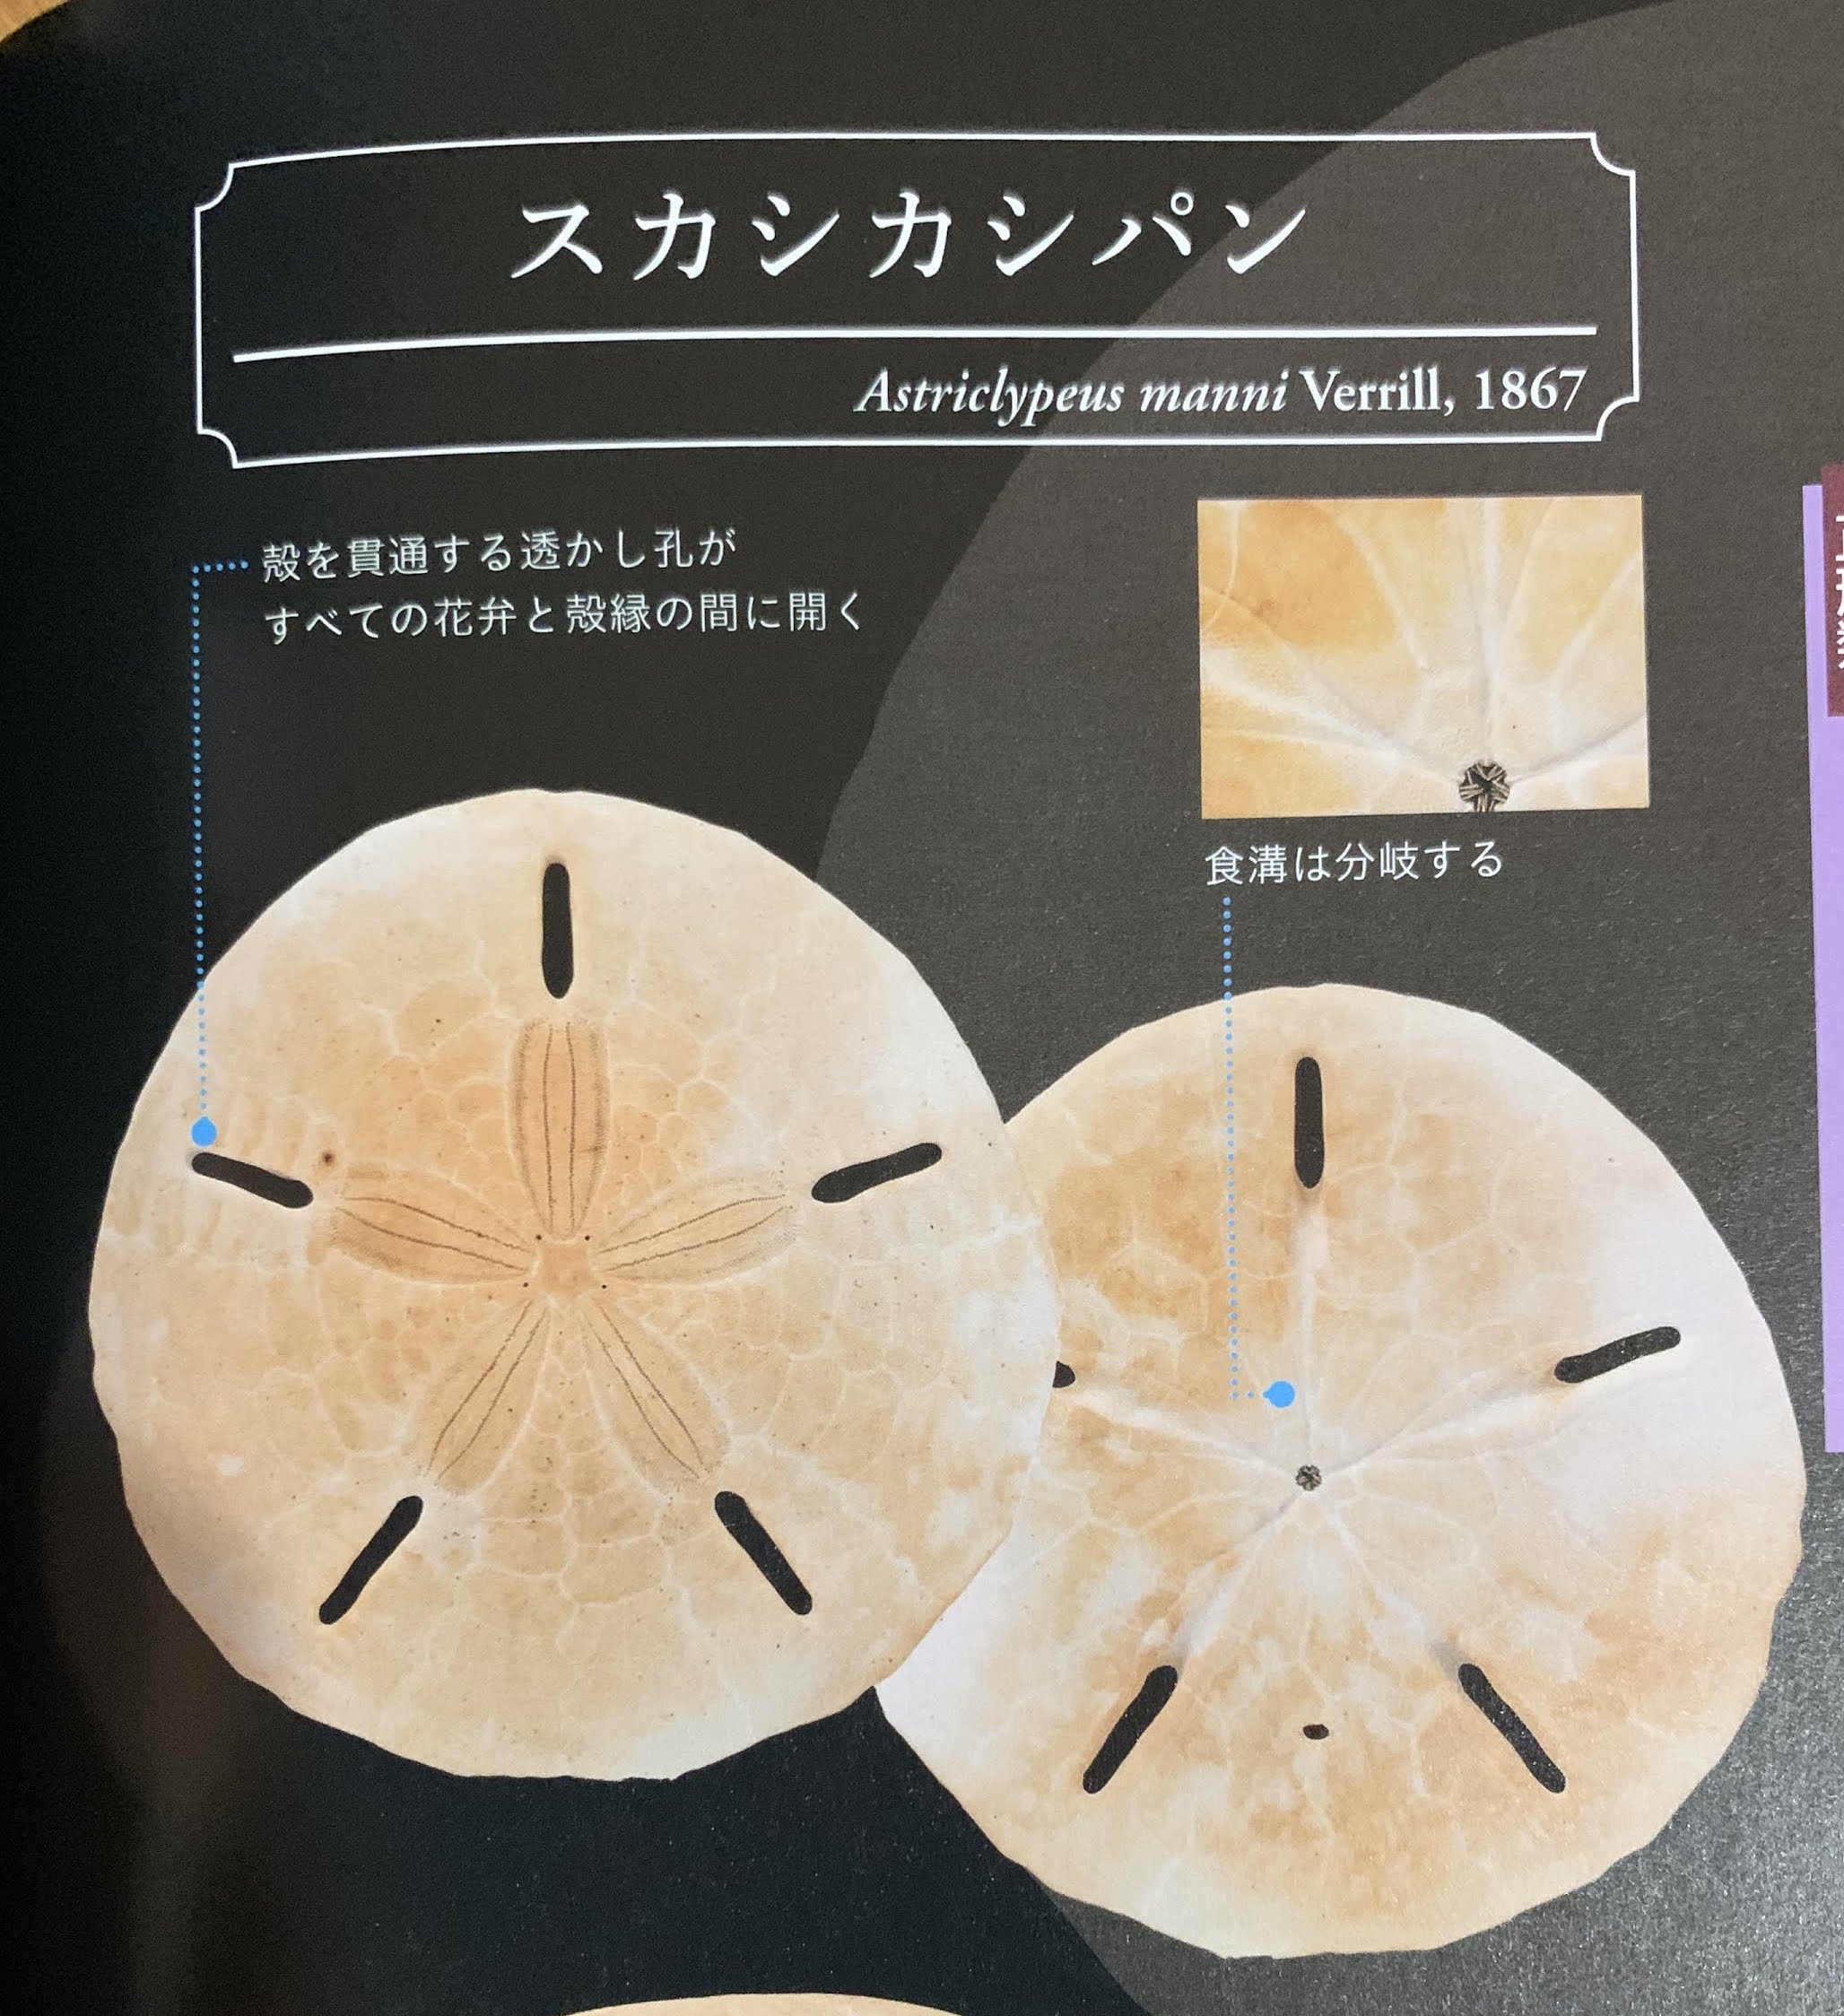 スカシカシパン
Astriclypeus manni Verrill, 1867
殻を貫通する透かし孔が
すべての花弁と殻縁の間に開く
食溝は分岐する